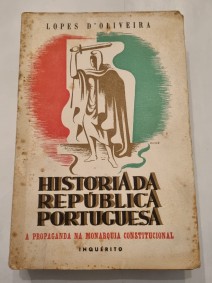 LOPES D'OLIVEIRA
HISTÓRIA DA
REPÚBLICA
PORTUGUESA
A PROPAGANDA NA MONARQUIA CONSTITUCIONAL
INQUÉRITO